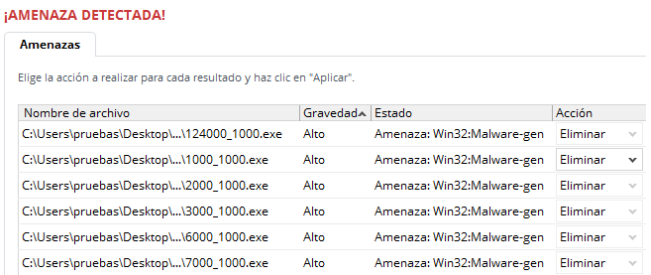 ¡AMENAZA DETECTADA!
Amenazas
Elige la acción a realizar para cada resultado y haz clic en "Aplicar".
Nombre de archivo Gravedad Estado Acción
C:\Users\pruebas\Desktop\...\124000_1000.exe Alto Amenaza: Win32:Malware-gen Eliminar
C:\Users\pruebas\Desktop\...\1000_1000.exe Alto Amenaza: Win32:Malware-gen Eliminar
C:\Users\pruebas\Desktop\...\2000_1000.exe Alto Amenaza: Win32:Malware-gen Eliminar
C:\Users\pruebas\Desktop\...\3000_1000.exe Alto Amenaza: Win32:Malware-gen Eliminar
C:\Users\pruebas\Desktop\...\6000_1000.exe Alto Amenaza: Win32:Malware-gen Eliminar
C:\Users\pruebas\Desktop\...\7000_1000.exe Alto Amenaza: Win32:Malware-gen Eliminar